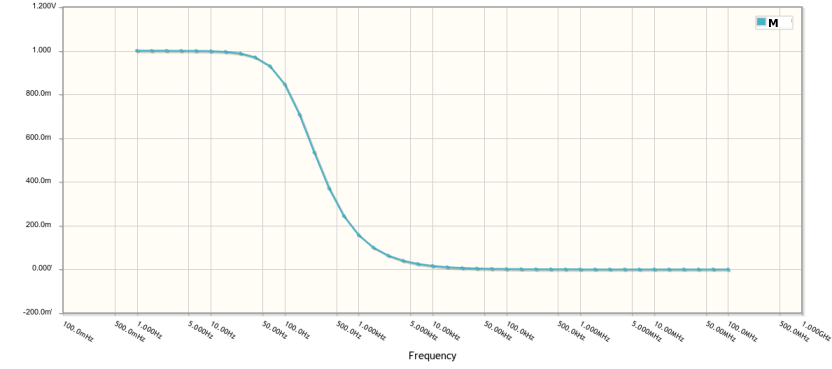 1.200V
M
1.000
800.0m
600.0m
400.0m
200.0m
0.000'
-200.0m'
100.0mHz
500.0mHz
1.000Hz
5.000Hz
10.00Hz
50.00Hz
100.0Hz
500.0Hz
1.000kHz
5.000kHz
10.00kHz
50.00kHz
100.0kHz
500.0kHz
1.000MHz
5.000MHz
10.00MHz
50.00MHz
100.0MHz
500.0MHz
1.000GHz
Frequency